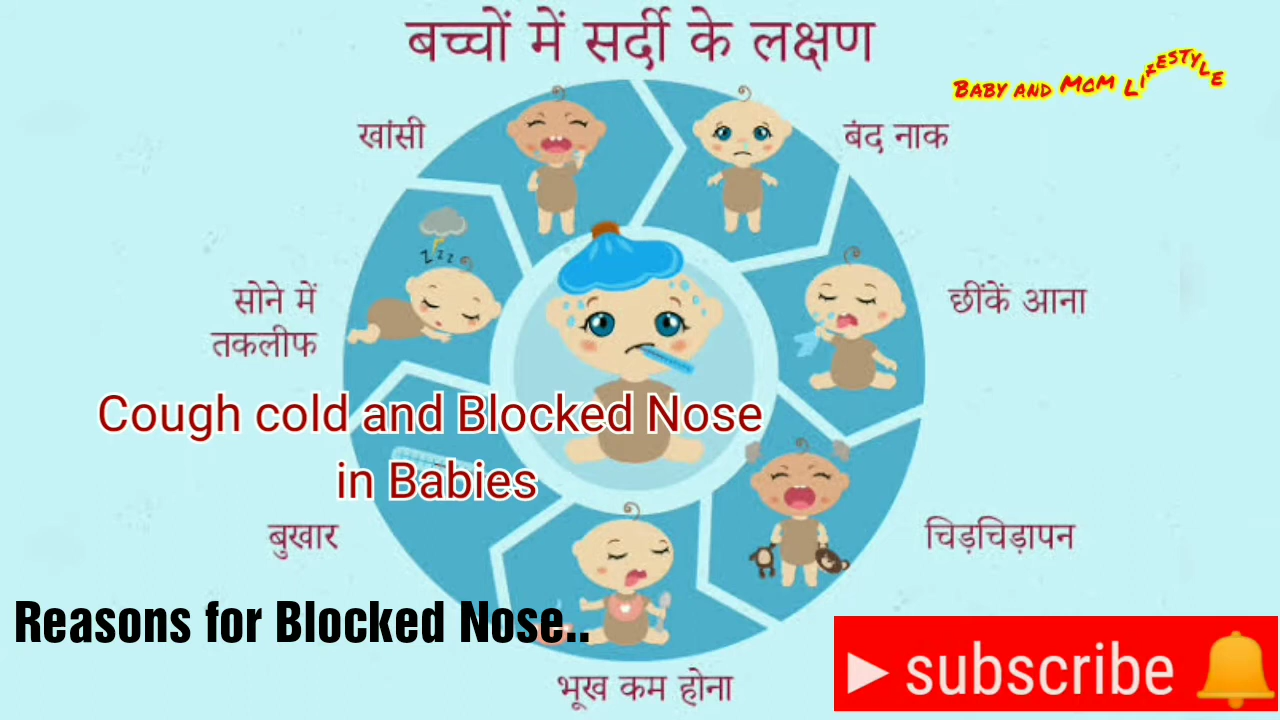 बच्चों में सर्दी के लक्षण
Baby and Mom Lifestyle
खांसी
बंद नाक
सोने में
तकलीफ
छींकें आना
Cough cold and Blocked Nose
in Babies
बुखार
चिड़चिड़ापन
Reasons for Blocked Nose..
भूख कम होना
subscribe
zzz